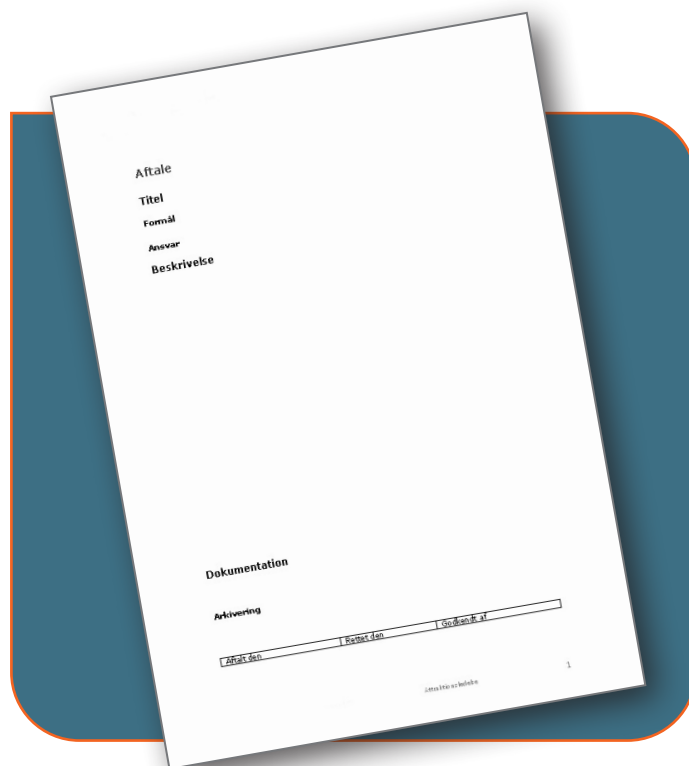 Aftale
Titel
Formål
Ansvar
Beskrivelse
Dokumentation
Arkivering
Aftalt den Rettet den Godkendt af
1